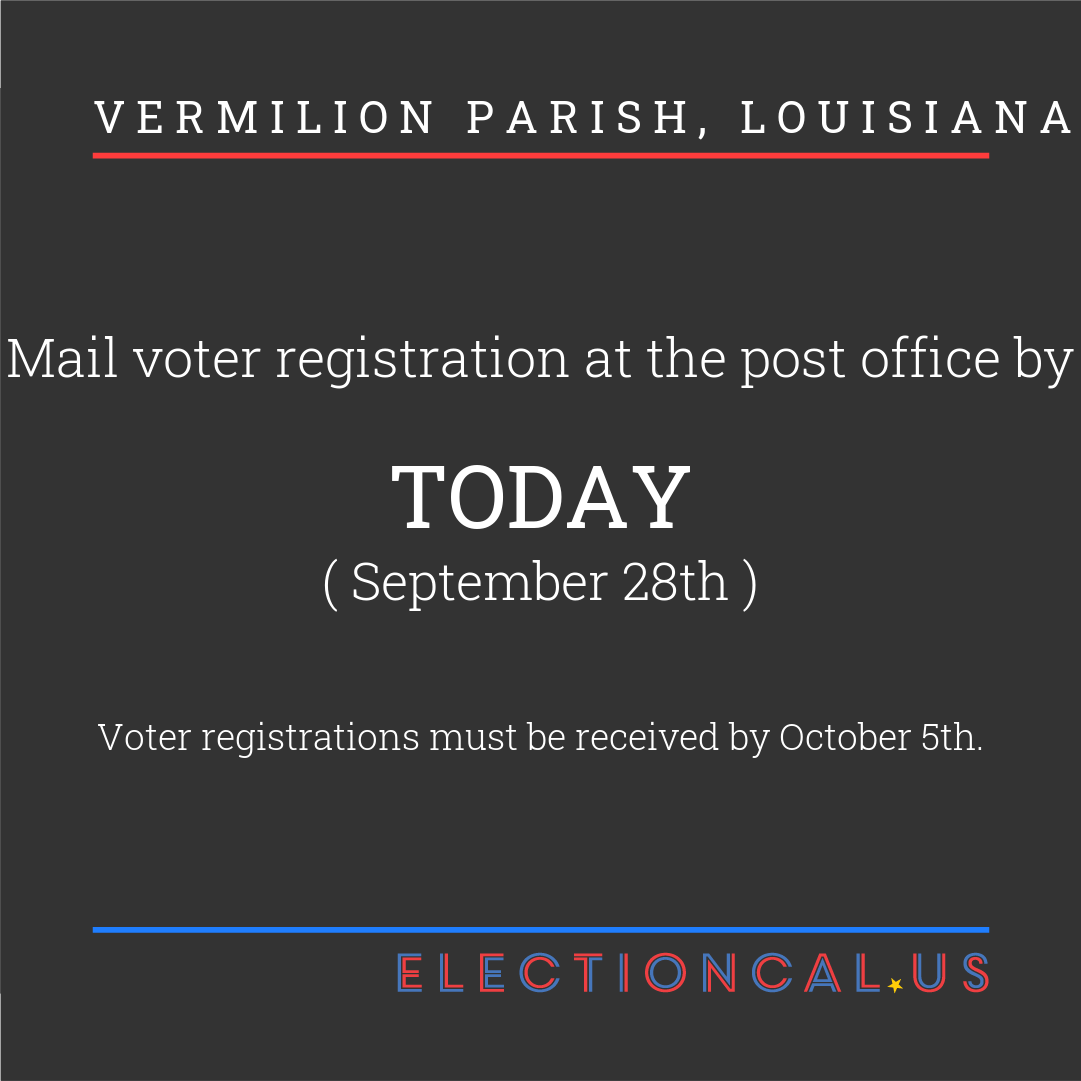 VERMILION PARISH, LOUISIANA
Mail voter registration at the post office by
TODAY
( September 28th )
Voter registrations must be received by October 5th.
ELECTIONCAL.US